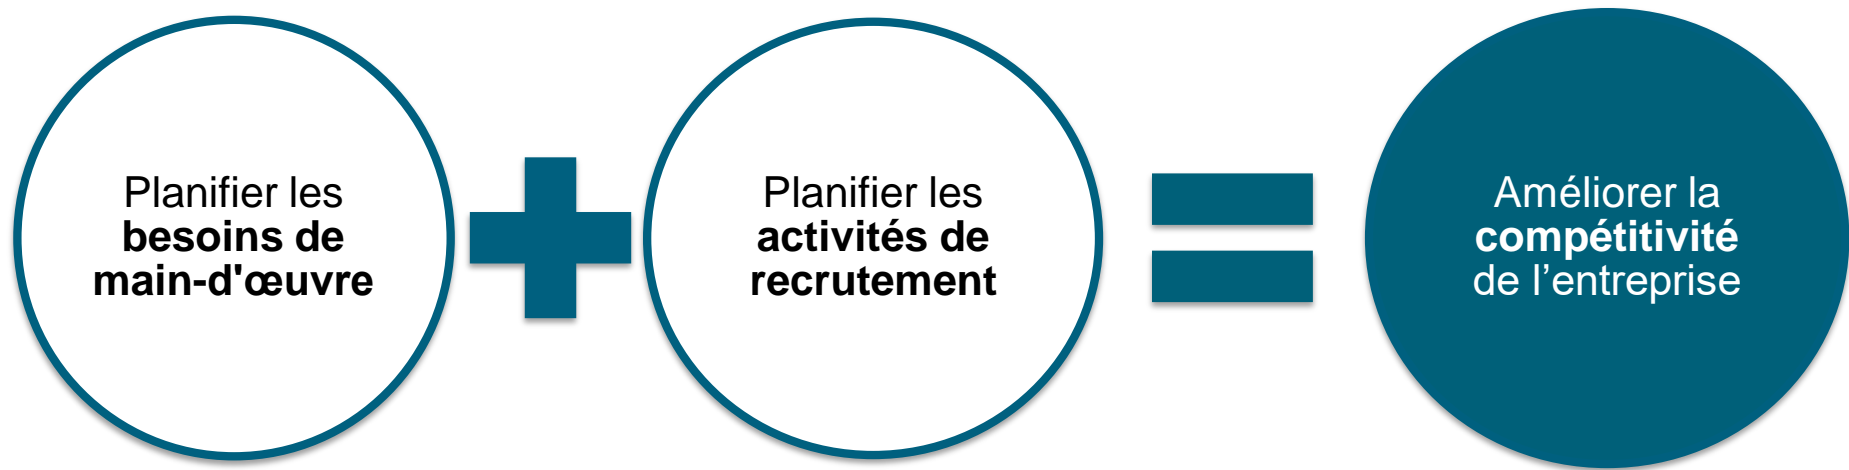 Planifier les
besoins de
main-d'œuvre
Planifier les
activités de
recrutement
Améliorer la
compétitivité
de l’entreprise